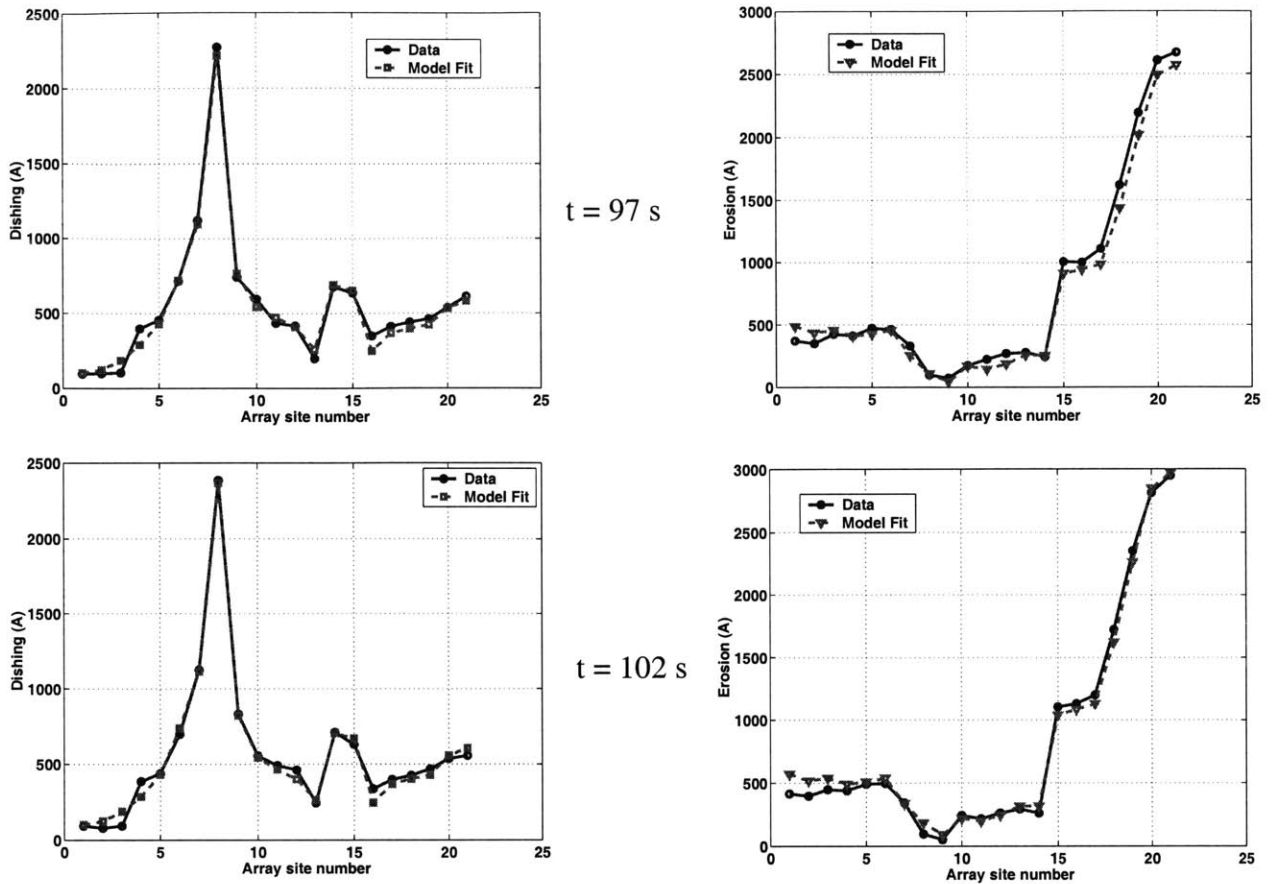 2500
2000
1500
1000
500
0
Dishing (A)
0 5 10 15 20 25
Array site number
Data
Model Fit
t = 97 s
3000
2500
2000
1500
1000
500
0
Erosion (A)
0 5 10 15 20 25
Array site number
Data
Model Fit
2500
2000
1500
1000
500
0
Dishing (A)
0 5 10 15 20 25
Array site number
Data
Model Fit
t = 102 s
3000
2500
2000
1500
1000
500
0
Erosion (A)
0 5 10 15 20 25
Array site number
Data
Model Fit